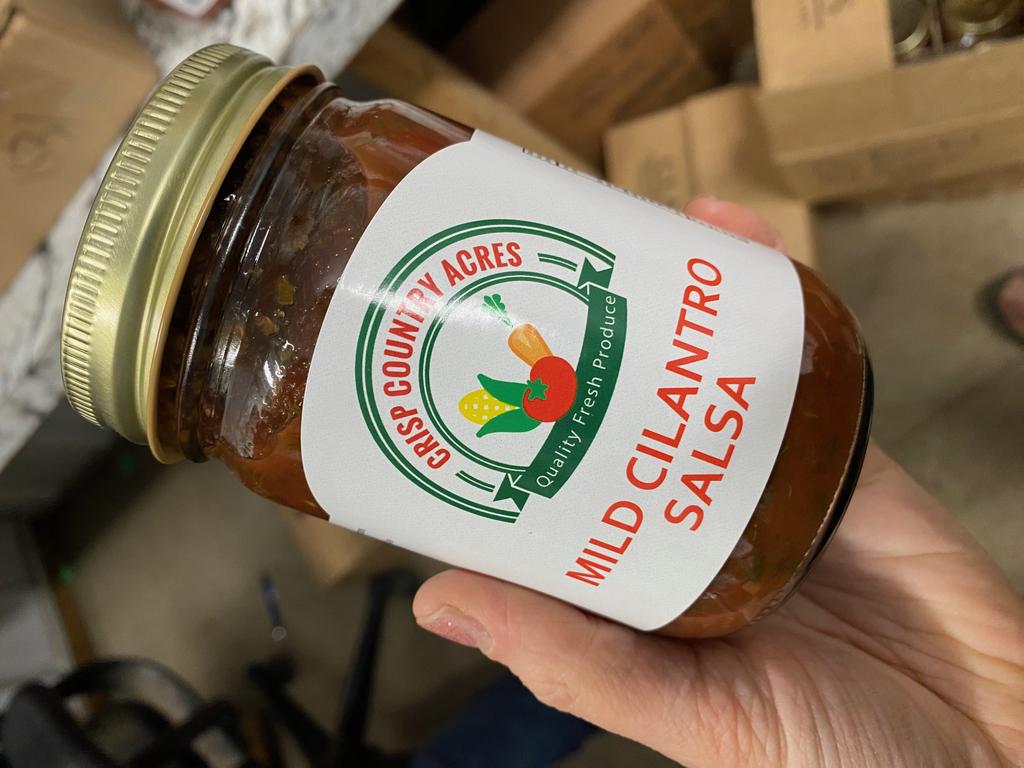 CRISP COUNTRY ACRES
Quality Fresh Produce
MILD CILANTRO
SALSA